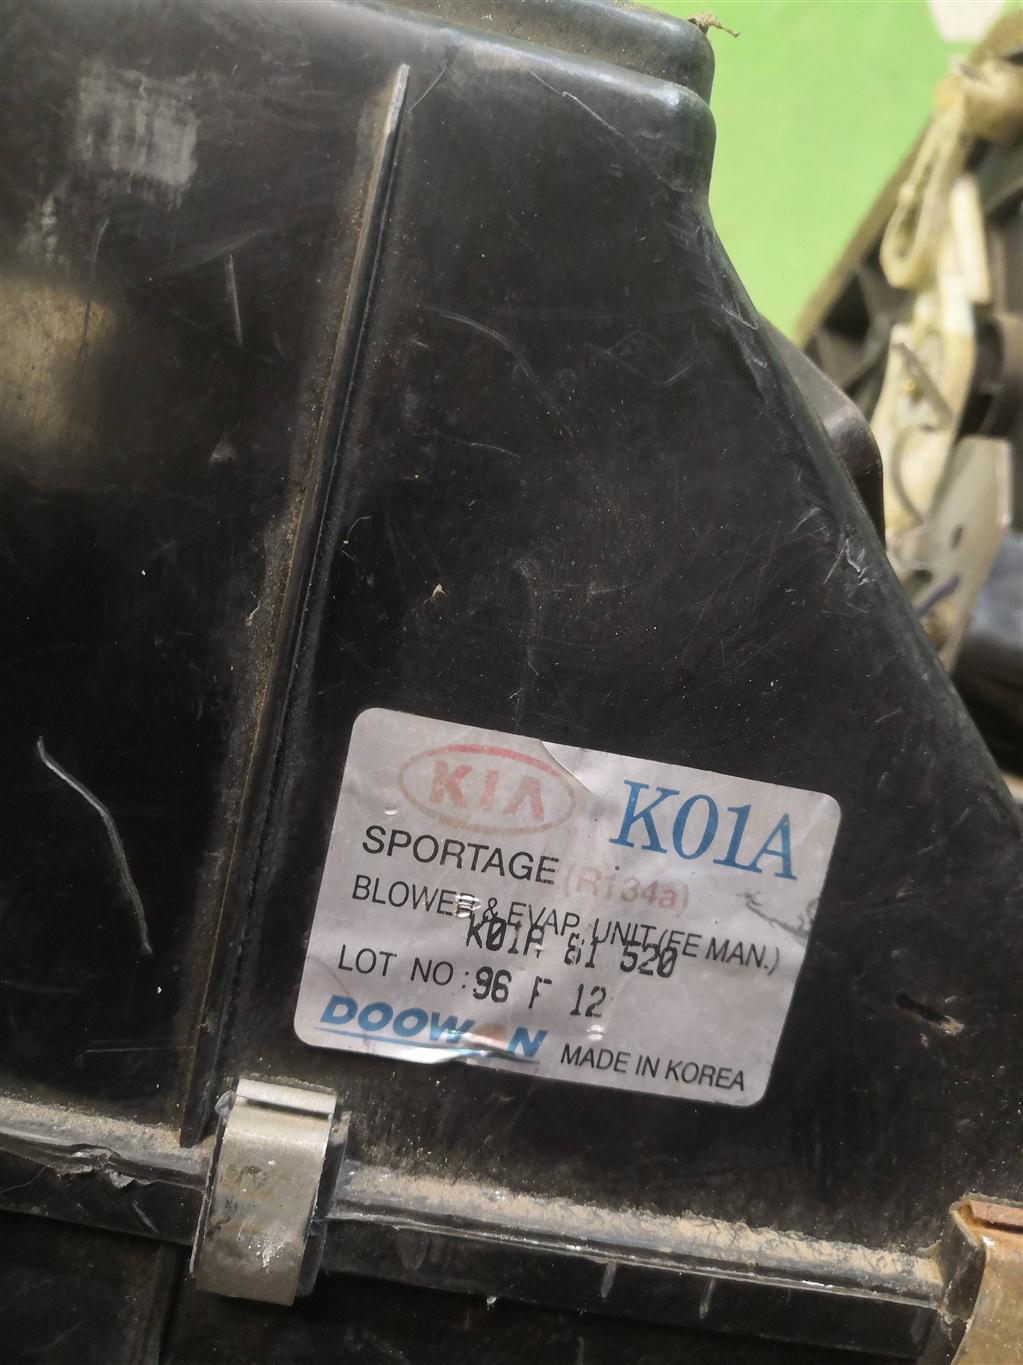 KIA
K01A
SPORTAGE (R134a)
BLOWER & EVAP. UNIT (FE MAN.)
K01A 61 520
LOT NO : 96 F 12
DOOWON
MADE IN KOREA